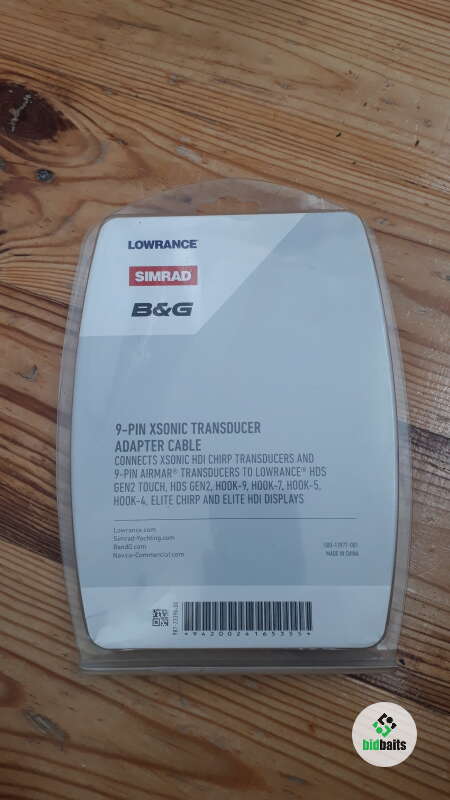 LOWRANCE
SIMRAD
B&G
9-PIN XSONIC TRANSDUCER
ADAPTER CABLE
CONNECTS XSONIC HDI CHIRP TRANSDUCERS AND
9-PIN AIRMAR® TRANSDUCERS TO LOWRANCE® HDS
GEN2 TOUCH, HDS GEN2, HOOK-9, HOOK-7, HOOK-5,
HOOK-4, ELITE CHIRP AND ELITE HDI DISPLAYS
Lowrance.com
Simrad-Yachting.com
BandG.com
Navico-Commercial.com
MADE IN CHINA
*9420024165355*
bidbaits